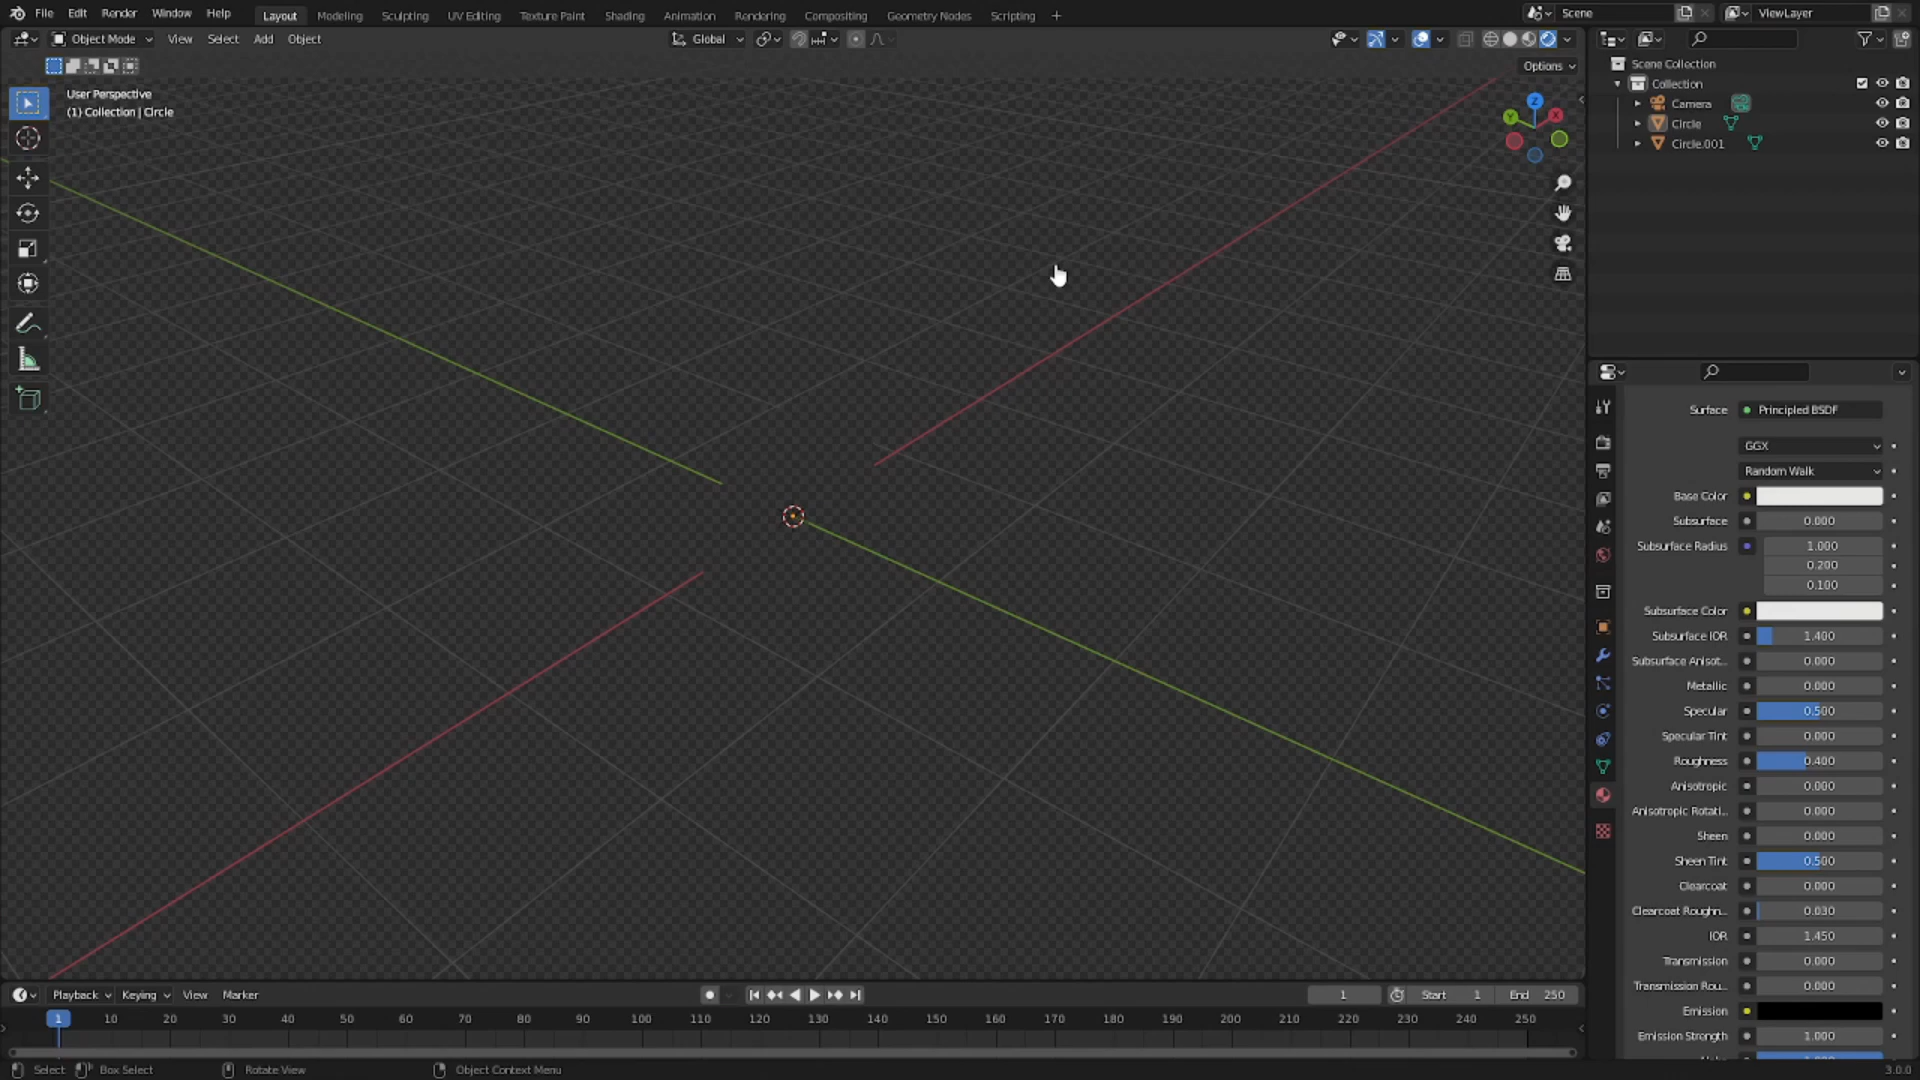 File Edit Render Window Help Layout Modeling Sculpting UV Editing Texture Paint Shading Animation Rendering Compositing Geometry Nodes Scripting + Scene ViewLayer
Object Mode View Select Add Object Global
Options
User Perspective
(1) Collection | Circle
Z
Y
X
Scene Collection
Collection
Camera
Circle
Circle.001
Surface Principled BSDF
GGX
Random Walk
Base Color
Subsurface 0.000
Subsurface Radius 1.000
0.200
0.100
Subsurface Color
Subsurface IOR 1.400
Subsurface Anisot... 0.000
Metallic 0.000
Specular 0.500
Specular Tint 0.000
Roughness 0.400
Anisotropic 0.000
Anisotropic Rotati... 0.000
Sheen 0.000
Sheen Tint 0.500
Clearcoat 0.000
Clearcoat Roughn... 0.030
IOR 1.450
Transmission 0.000
Transmission Rou... 0.000
Emission
Emission Strength 1.000
Playback Keying View Marker 1 Start 1 End 250
1 10 20 30 40 50 60 70 80 90 100 110 120 130 140 150 160 170 180 190 200 210 220 230 240 250
Select Box Select Rotate View Object Context Menu 3.0.0